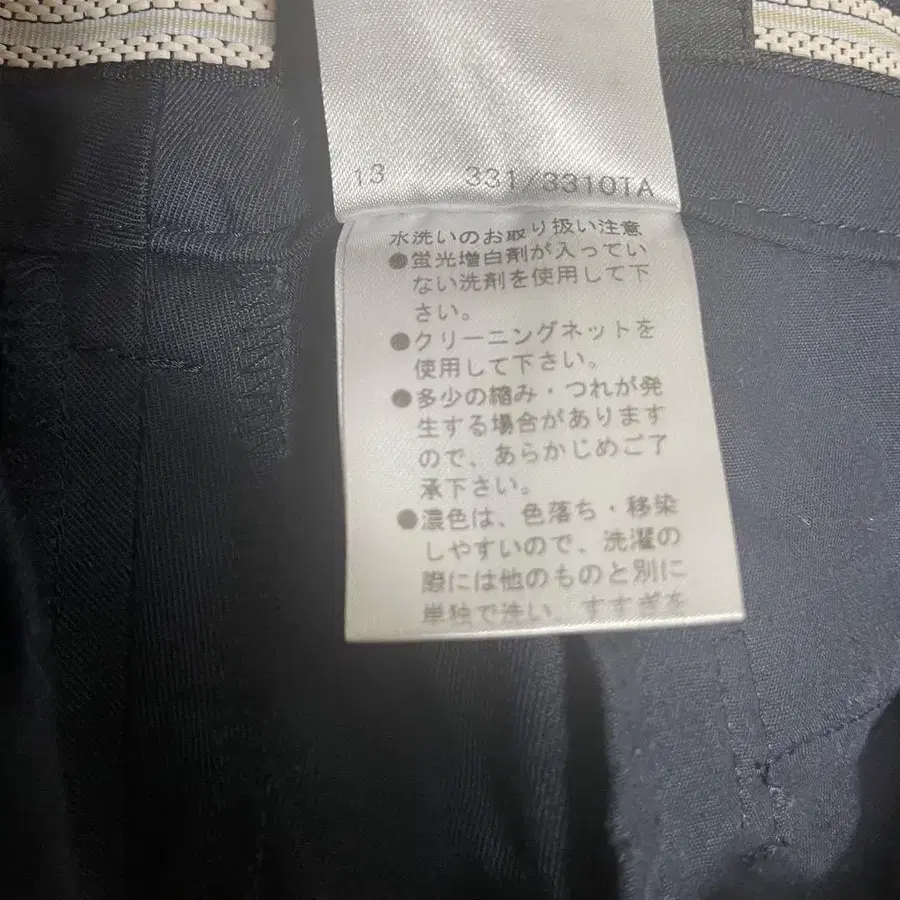 13 331/3310TA
水洗いのお取り扱い注意
●蛍光増白剤が入ってい
ない洗剤を使用して下
さい。
●クリーニングネットを
使用して下さい。
●多少の縮み・つれが発
生する場合があります
ので、あらかじめご了
承下さい。
●濃色は、色落ち・移染
しやすいので、洗濯の
際には他のものと別に
単独で洗い、すすぎを